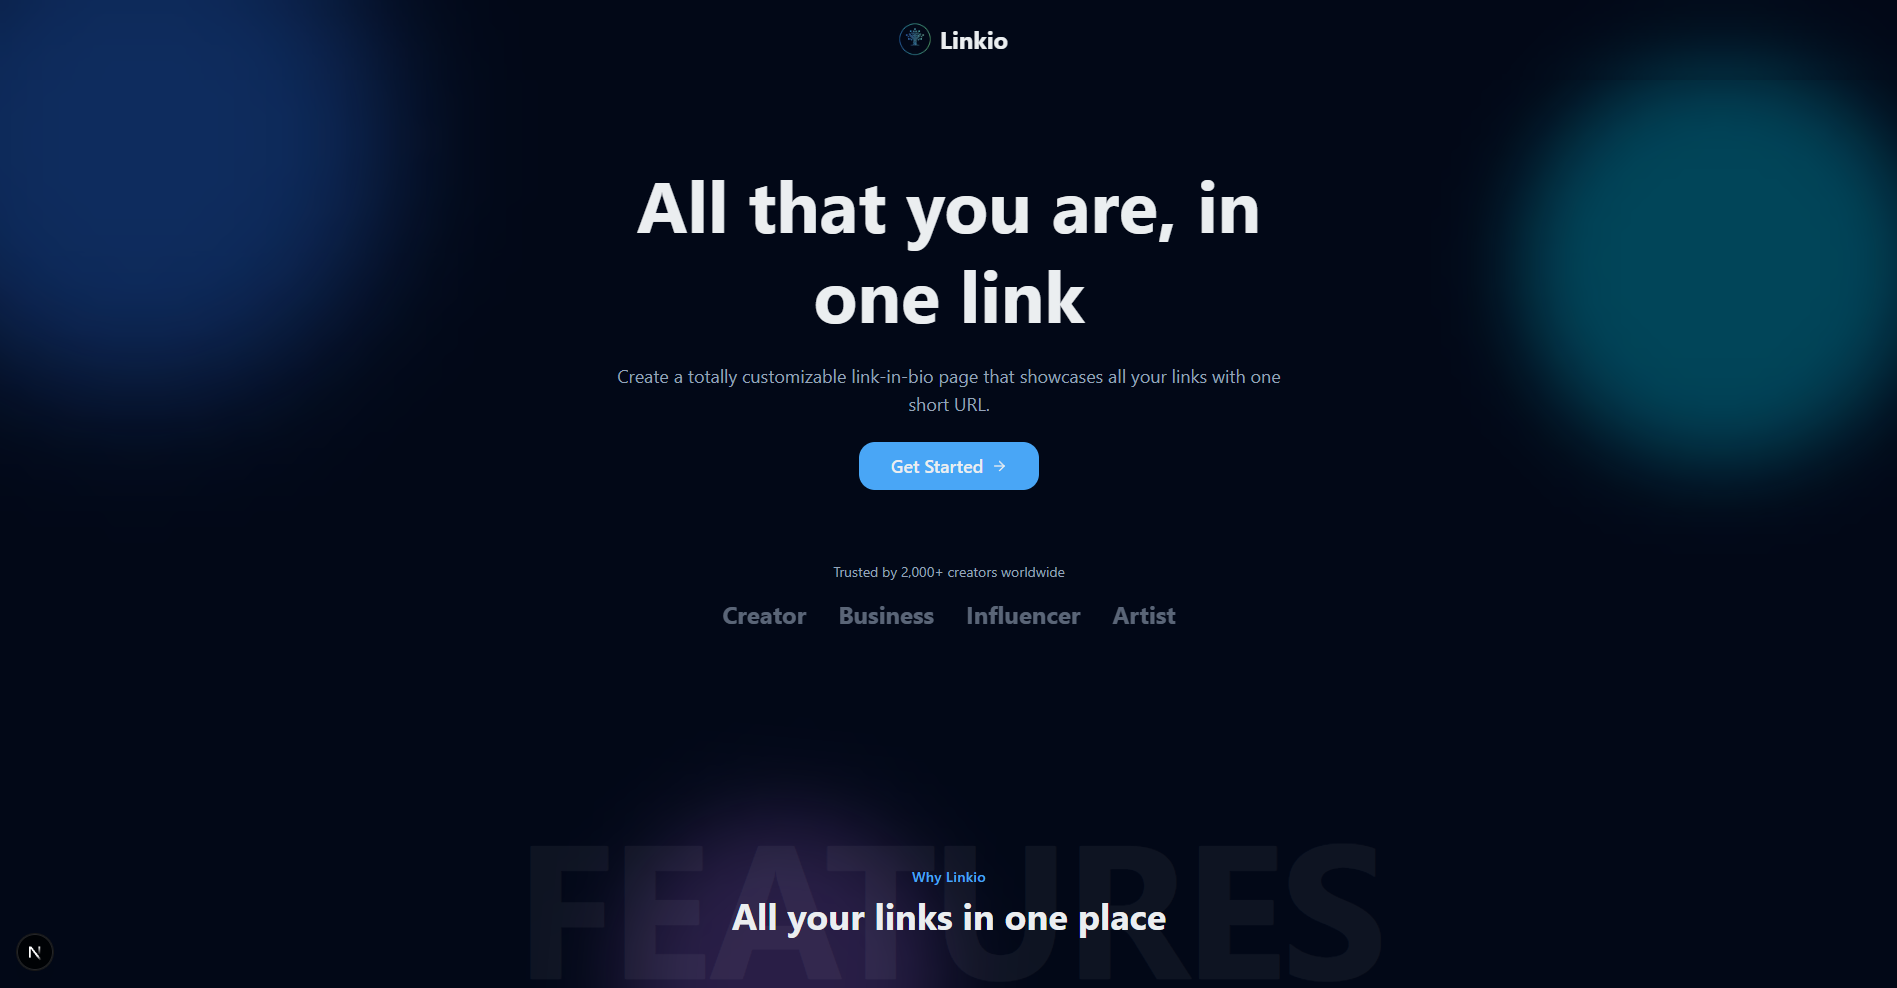 Linkio
All that you are, in
one link
Create a totally customizable link-in-bio page that showcases all your links with one
short URL.
Get Started →
Trusted by 2,000+ creators worldwide
Creator Business Influencer Artist
FEATURES
Why Linkio
All your links in one place
N